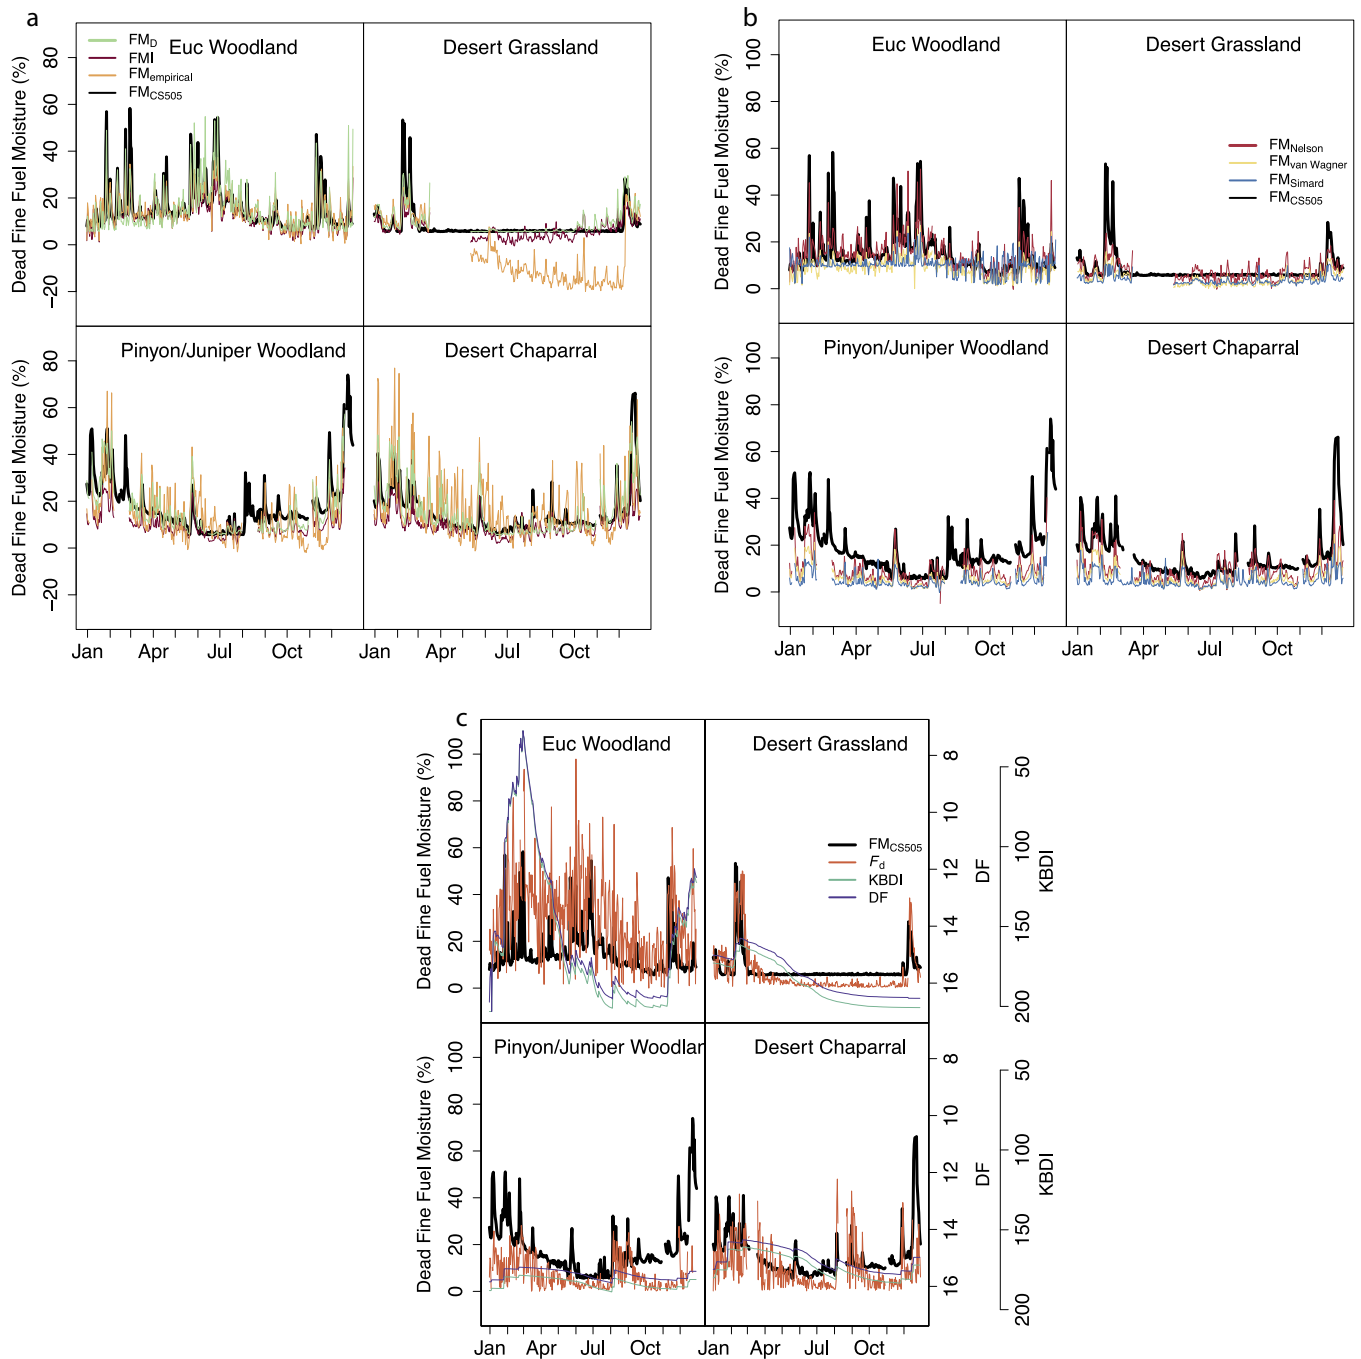 a
Euc Woodland
Desert Grassland
FMD
FMI
FMempirical
FMCS505
Dead Fine Fuel Moisture (%)
80
60
40
20
0
−20
Pinyon/Juniper Woodland
Desert Chaparral
Dead Fine Fuel Moisture (%)
80
60
40
20
0
−20
Jan Apr Jul Oct Jan Apr Jul Oct
b
Euc Woodland
Desert Grassland
FMNelson
FMvan Wagner
FMSimard
FMCS505
Dead Fine Fuel Moisture (%)
100
80
60
40
20
0
Pinyon/Juniper Woodland
Desert Chaparral
Dead Fine Fuel Moisture (%)
100
80
60
40
20
0
Jan Apr Jul Oct Jan Apr Jul Oct
c
Euc Woodland
Desert Grassland
FMCS505
Fd
KBDI
DF
Dead Fine Fuel Moisture (%)
100
80
60
40
20
0
8
10
12
14
16
DF
50
100
150
200
KBDI
Pinyon/Juniper Woodlan
Desert Chaparral
Dead Fine Fuel Moisture (%)
100
80
60
40
20
0
8
10
12
14
16
DF
50
100
150
200
KBDI
Jan Apr Jul Oct Jan Apr Jul Oct